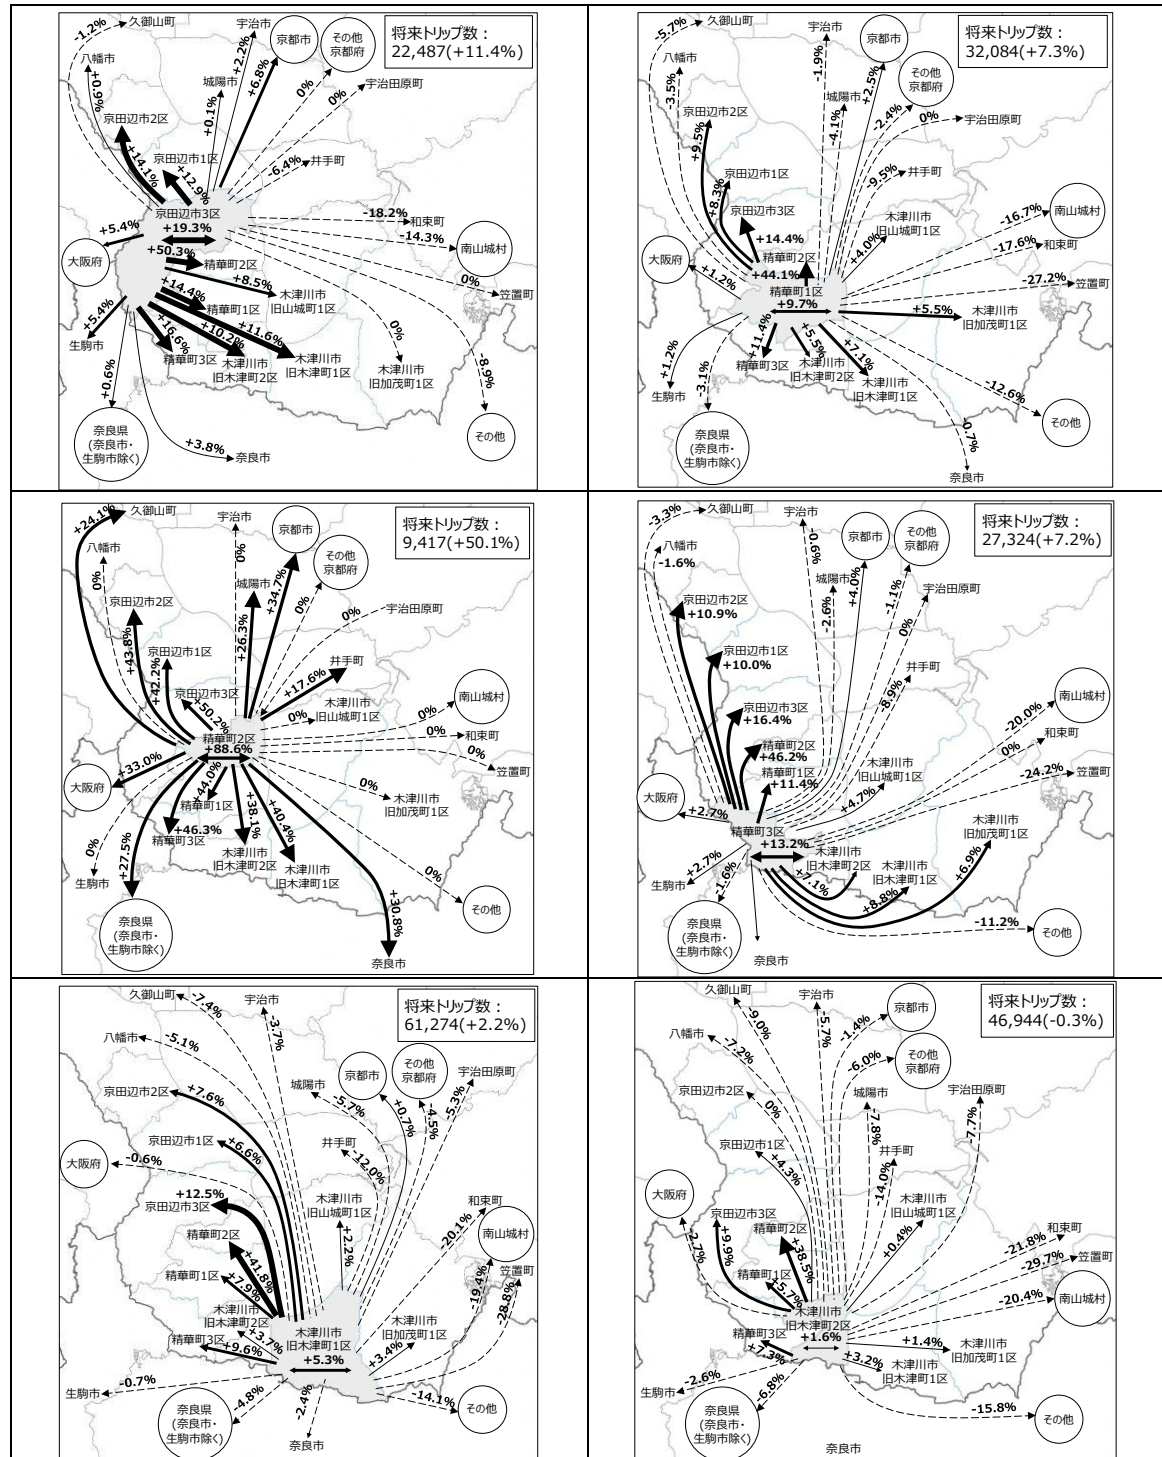 将来トリップ数：
22,487(+11.4%)
久御山町
-1.2%
宇治市
+2.2%
京都市
+6.8%
その他
京都府
0%
宇治田原町
0%
八幡市
+0.9%
城陽市
+0.1%
京田辺市2区
+14.1%
京田辺市1区
+12.9%
井手町
-6.4%
京田辺市3区
+19.3%
-18.2%
和束町
-14.3%
南山城村
+5.4%
大阪府
+50.3%
精華町2区
+8.5%
木津川市
旧山城町1区
0%
笠置町
+14.4%
精華町1区
+5.4%
生駒市
+16.6%
精華町3区
+10.2%
木津川市
旧木津町2区
+11.6%
木津川市
旧木津町1区
0%
木津川市
旧加茂町1区
-8.9%
その他
+0.6%
奈良県
(奈良市・
生駒市除く)
+3.8%
奈良市
将来トリップ数：
32,084(+7.3%)
-5.7%
久御山町
宇治市
-1.9%
京都市
+2.5%
その他
京都府
-2.4%
八幡市
-3.5%
城陽市
-4.1%
0%
宇治田原町
京田辺市2区
+9.5%
京田辺市1区
+8.3%
井手町
-9.5%
京田辺市3区
+14.4%
木津川市
旧山城町1区
+4.0%
-16.7%
南山城村
-17.6%
和束町
大阪府
+1.2%
精華町2区
+44.1%
-27.2%
笠置町
精華町1区
+9.7%
+5.5%
木津川市
旧加茂町1区
+1.2%
生駒市
+11.4%
精華町3区
+5.5%
木津川市
旧木津町2区
+7.1%
木津川市
旧木津町1区
-3.1%
奈良県
(奈良市・
生駒市除く)
-12.6%
その他
-0.7%
奈良市
将来トリップ数：
9,417(+50.1%)
+24.1%
久御山町
宇治市
0%
京都市
+34.7%
その他
京都府
0%
八幡市
0%
城陽市
+26.3%
0%
宇治田原町
京田辺市2区
+43.8%
京田辺市1区
+42.2%
井手町
+17.6%
京田辺市3区
+50.2%
0%
木津川市
旧山城町1区
0%
南山城村
0%
和束町
精華町2区
+88.6%
0%
笠置町
大阪府
+33.0%
+44.0%
精華町1区
0%
木津川市
旧加茂町1区
+46.3%
精華町3区
+38.1%
木津川市
旧木津町2区
+40.4%
木津川市
旧木津町1区
0%
生駒市
+27.5%
奈良県
(奈良市・
生駒市除く)
0%
その他
+30.8%
奈良市
将来トリップ数：
27,324(+7.2%)
-3.3%
久御山町
宇治市
-0.6%
京都市
+4.0%
その他
京都府
-1.1%
八幡市
-1.6%
城陽市
-2.6%
宇治田原町
0%
京田辺市2区
+10.9%
京田辺市1区
+10.0%
井手町
-8.9%
京田辺市3区
+16.4%
-20.0%
南山城村
精華町2区
+46.2%
0%
和束町
精華町1区
+11.4%
木津川市
旧山城町1区
+4.7%
-24.2%
笠置町
大阪府
+2.7%
精華町3区
+13.2%
木津川市
旧木津町2区
+7.1%
木津川市
旧木津町1区
+8.8%
木津川市
旧加茂町1区
+6.9%
+2.7%
生駒市
-1.6%
奈良県
(奈良市・
生駒市除く)
-11.2%
その他
奈良市
将来トリップ数：
61,274(+2.2%)
久御山町
-7.4%
宇治市
-3.7%
八幡市
-5.1%
京都市
+0.7%
その他
京都府
-4.5%
宇治田原町
-5.3%
京田辺市2区
+7.6%
城陽市
-5.7%
京田辺市1区
+6.6%
井手町
-12.0%
大阪府
-0.6%
+12.5%
京田辺市3区
木津川市
旧山城町1区
+2.2%
和束町
-20.1%
南山城村
-19.4%
精華町2区
+41.8%
笠置町
-28.8%
精華町1区
+7.9%
木津川市
旧木津町2区
+3.7%
精華町3区
+9.6%
木津川市
旧木津町1区
+5.3%
木津川市
旧加茂町1区
+3.4%
生駒市
-0.7%
-4.8%
奈良県
(奈良市・
生駒市除く)
-2.4%
奈良市
-14.1%
その他
将来トリップ数：
46,944(-0.3%)
久御山町
-9.0%
宇治市
-5.7%
京都市
-1.4%
八幡市
-7.2%
その他
京都府
-6.0%
京田辺市2区
0%
城陽市
-7.8%
宇治田原町
-7.7%
京田辺市1区
+4.3%
井手町
-14.0%
大阪府
-2.7%
京田辺市3区
+9.9%
精華町2区
+38.5%
木津川市
旧山城町1区
+0.4%
-21.8%
和束町
-29.7%
笠置町
精華町1区
+5.7%
-20.4%
南山城村
木津川市
旧木津町2区
+1.6%
精華町3区
+7.3%
+1.4%
木津川市
旧加茂町1区
+3.2%
木津川市
旧木津町1区
-2.6%
生駒市
-6.8%
奈良県
(奈良市・
生駒市除く)
-15.8%
その他
奈良市